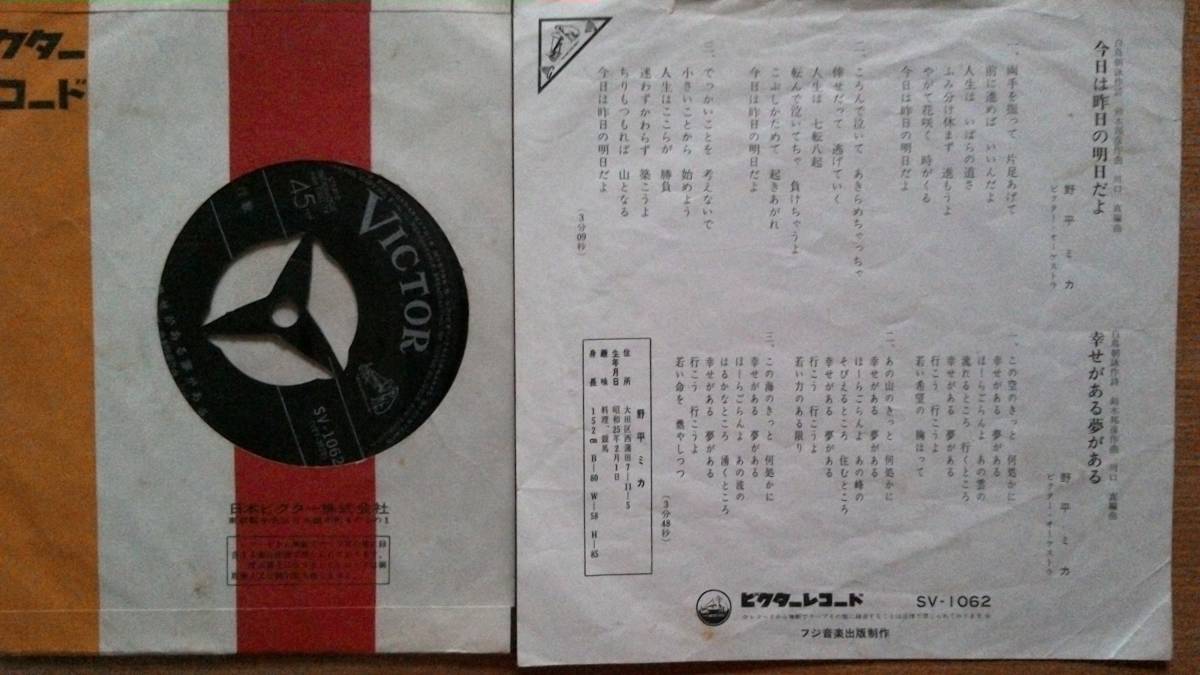 クター
コード
45
VICTOR
SV-1062
日本ビクター株式会社
今日は昨日の明日だよ
野平ミカ
ビクター・オーケストラ
一、両手を振って 片足あげて
前に進めば いいんだよ
人生は いばらの道さ
ふみ分け休まず 進もうよ
やがて花咲く 時がくる
今日は昨日の明日だよ
二、ころんで泣いて あきらめちゃっちゃ
倖せだって 逃げていく
人生は 七転八起
転んで泣いてちゃ 負けちゃうよ
こぶしかためて 起きあがれ
今日は昨日の明日だよ
三、でっかいことを 考えないで
小さいことから 始めよう
人生はここらが 勝負
迷わずかわらず 築こうよ
ちりもつもれば 山となる
今日は昨日の明日だよ
(3分09秒)
幸せがある夢がある
野平ミカ
ビクター・オーケストラ
一、この空のきっと 何処かに
幸せがある 夢がある
ほーらごらんよ あの雲の
流れるところ 行くところ
幸せがある 夢がある
行こう 行こうよ
若い希望の 胸はって
二、あの山のきっと 何処かに
幸せがある 夢がある
ほーらごらんよ あの峰の
そびえるところ 住むところ
幸せがある 夢がある
行こう 行こうよ
若い力のある限り
三、この海のきっと 何処かに
幸せがある 夢がある
ほーらごらんよ あの波の
はるかなところ 湧くところ
幸せがある 夢がある
行こう 行こうよ
若い命を 燃やしつつ
(3分48秒)
野平ミカ
住所 大田区西蒲田7-11-5
生年月日 昭和25年2月1日
趣味 料理、競馬
身長 152cm B-80 W-58 H-85
ビクターレコード SV-1062
フジ音楽出版制作